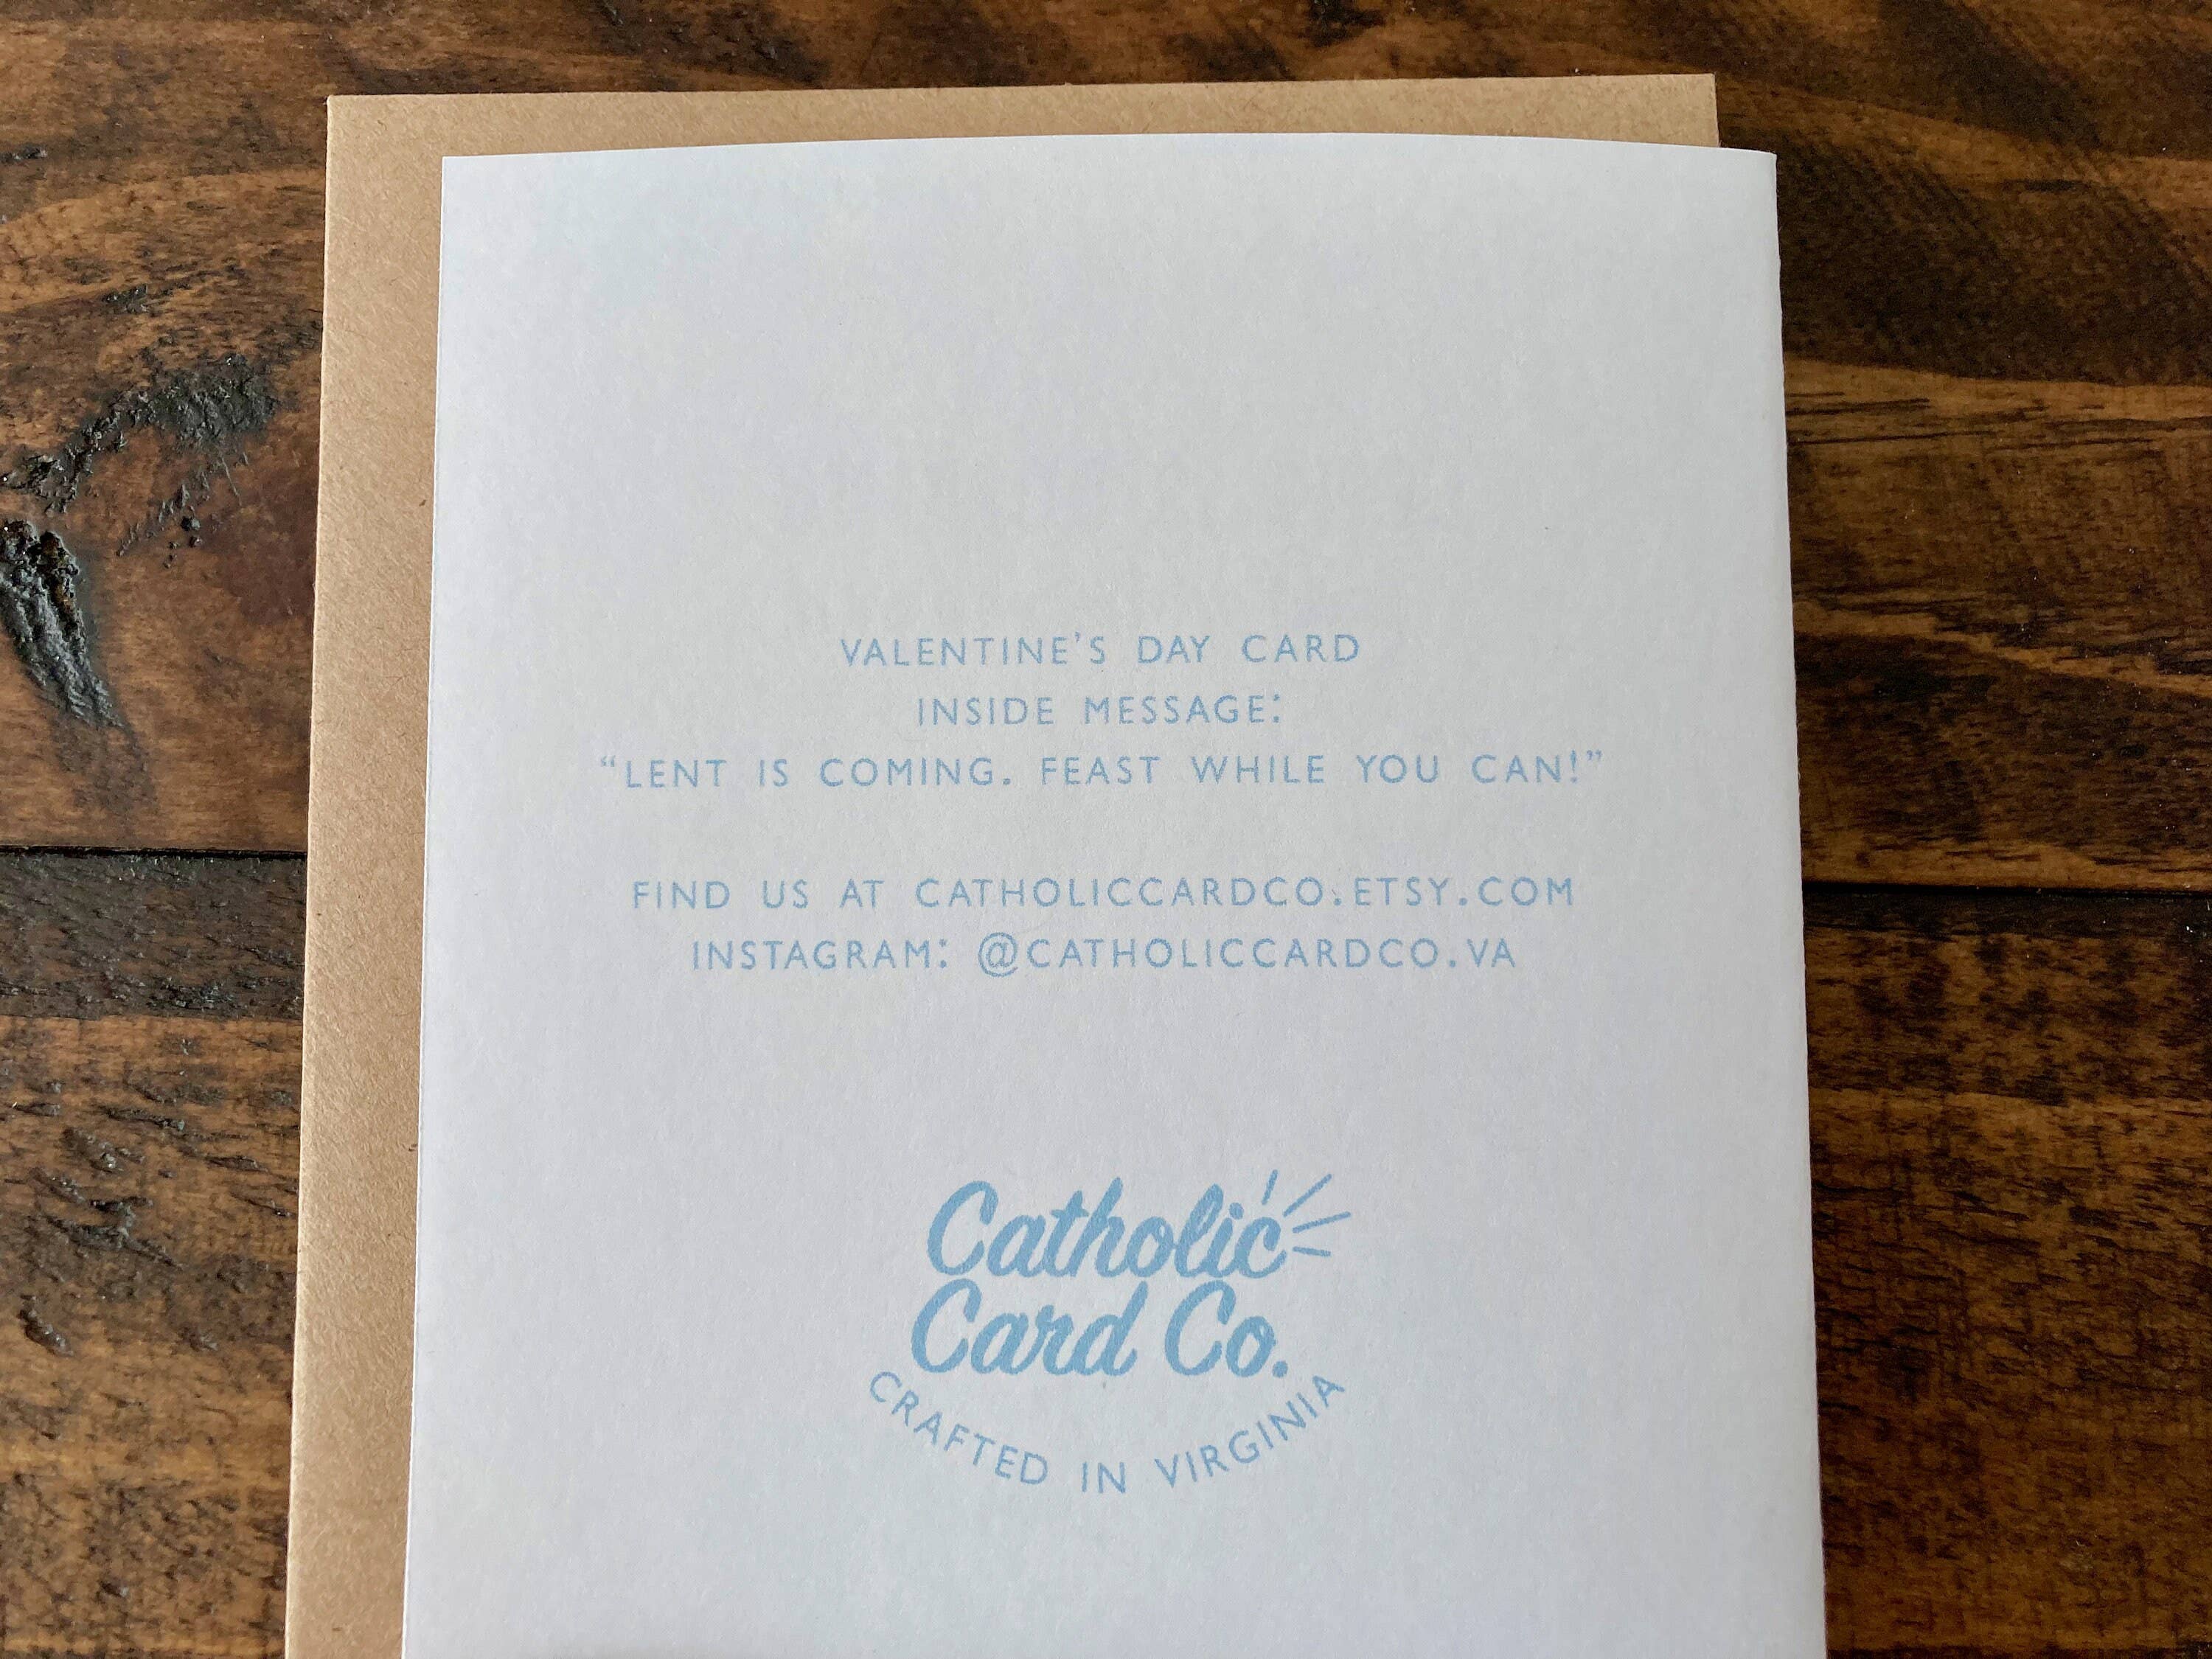 VALENTINE’S DAY CARD
INSIDE MESSAGE:
“LENT IS COMING. FEAST WHILE YOU CAN!”
FIND US AT CATHOLICCARDCO.ETSY.COM
INSTAGRAM: @CATHOLICCARDCO.VA
Catholic
Card Co.
CRAFTED IN VIRGINIA